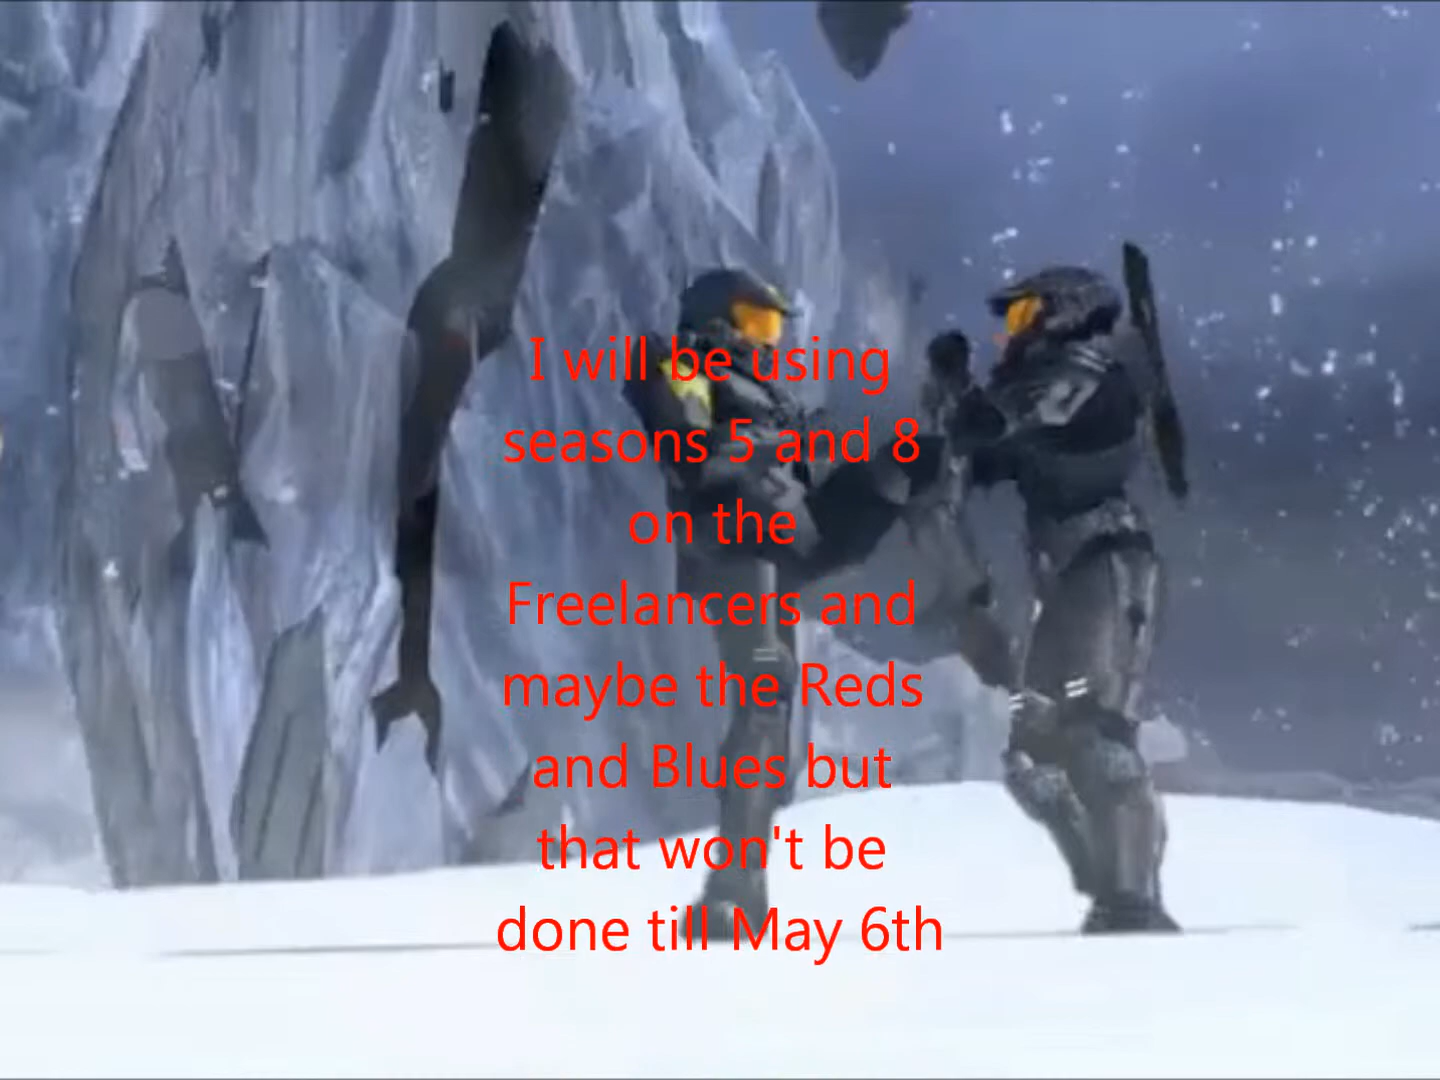 I will be using
seasons 5 and 8
on the
Freelancers and
maybe the Reds
and Blues but
that won't be
done till May 6th